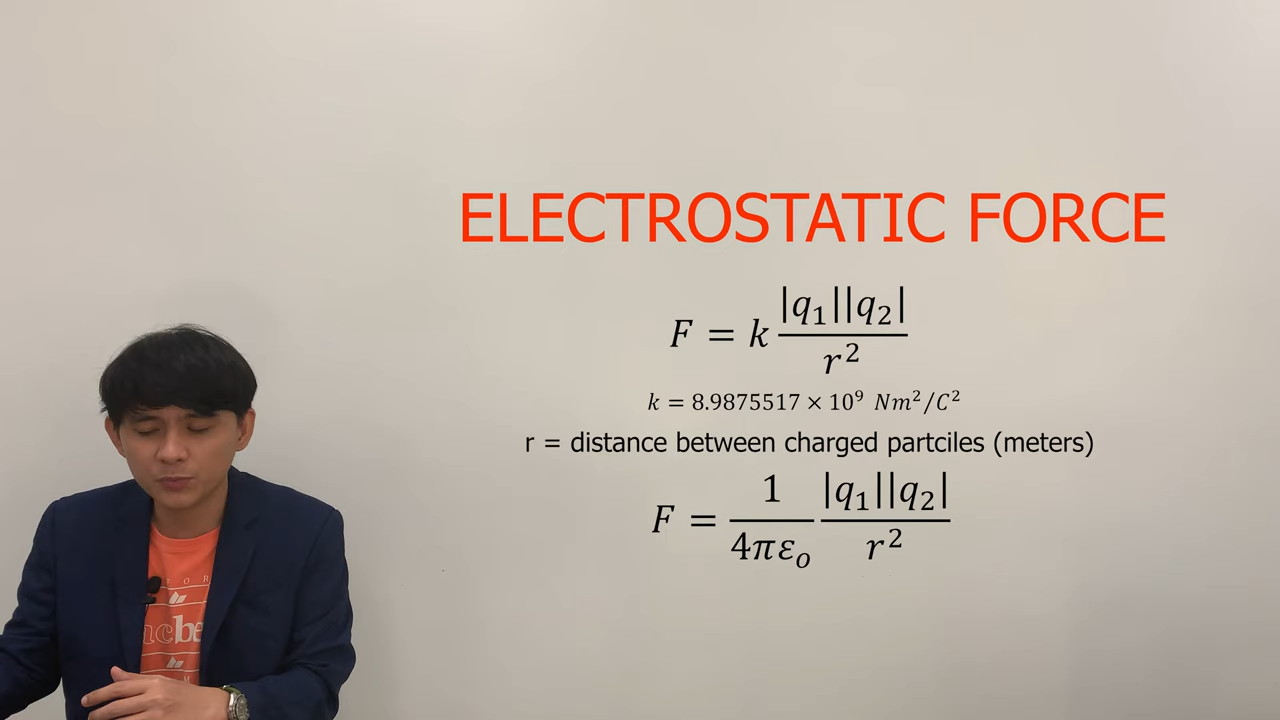 ELECTROSTATIC FORCE
F = k |q₁||q₂| / r²
k = 8.9875517 × 10⁹ Nm²/C²
r = distance between charged partciles (meters)
F = 1 / 4πεₒ |q₁||q₂| / r²